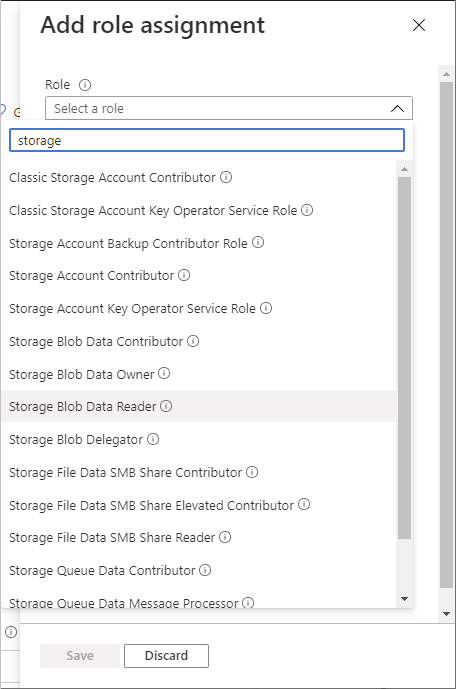 Add role assignment
Role
G
Select a role
storage
Classic Storage Account Contributor
Classic Storage Account Key Operator Service Role
Storage Account Backup Contributor Role
Storage Account Contributor
Storage Account Key Operator Service Role
Storage Blob Data Contributor
Storage Blob Data Owner
Storage Blob Data Reader
Storage Blob Delegator
Storage File Data SMB Share Contributor
Storage File Data SMB Share Elevated Contributor
Storage File Data SMB Share Reader
Storage Queue Data Contributor
Storage Queue Data Message Processor
Save Discard